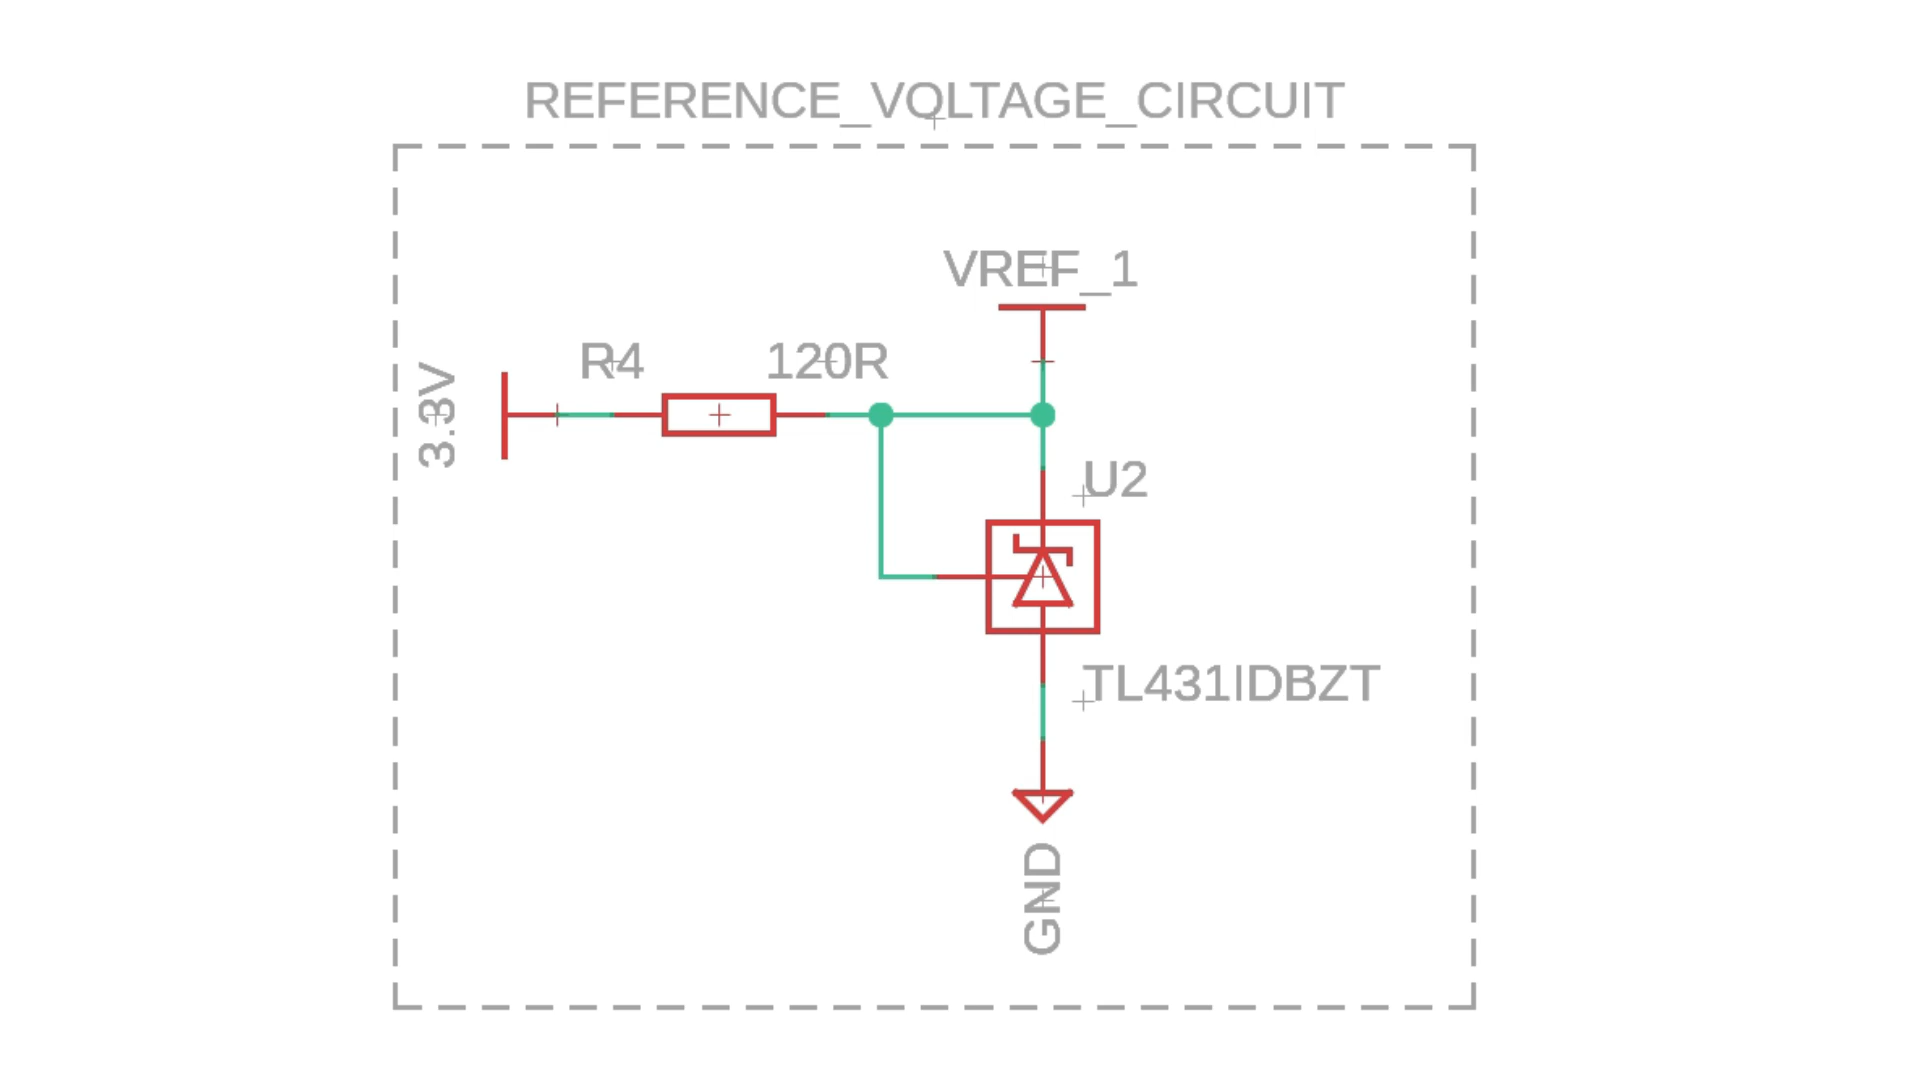 REFERENCE_VOLTAGE_CIRCUIT
VREF_1
R4
120R
3.3V
U2
TL431IDBZT
GND